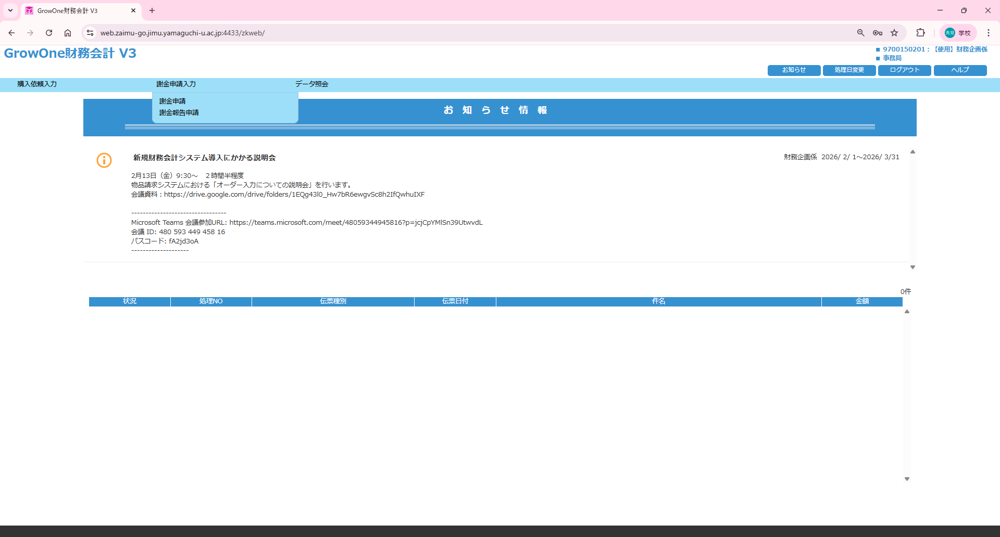 GrowOne財務会計 V3
web.zaimu-go.jimu.yamaguchi-u.ac.jp:4433/zkweb/
秀晃 学校
GrowOne財務会計 V3
■ 9700150201：【使用】財務企画係
■ 事務局
お知らせ 処理日変更 ログアウト ヘルプ
購入依頼入力 謝金申請入力 データ照会
謝金申請
謝金報告申請
お知らせ情報
新規財務会計システム導入にかかる説明会 財務企画係 2026/ 2/ 1～2026/ 3/31
2月13日（金）9:30～　２時間半程度
物品請求システムにおける「オーダー入力についての説明会」を行います。
会議資料：https://drive.google.com/drive/folders/1EQg43l0_Hw7bR6ewgvSc8h2IfQwhuIXF
---------------------------------
Microsoft Teams 会議参加URL: https://teams.microsoft.com/meet/48059344945816?p=jcjCpYMlSn39UtwvdL
会議 ID: 480 593 449 458 16
パスコード: fA2jd3oA
--------------------
0件
状況 処理NO 伝票種別 伝票日付 件名 金額